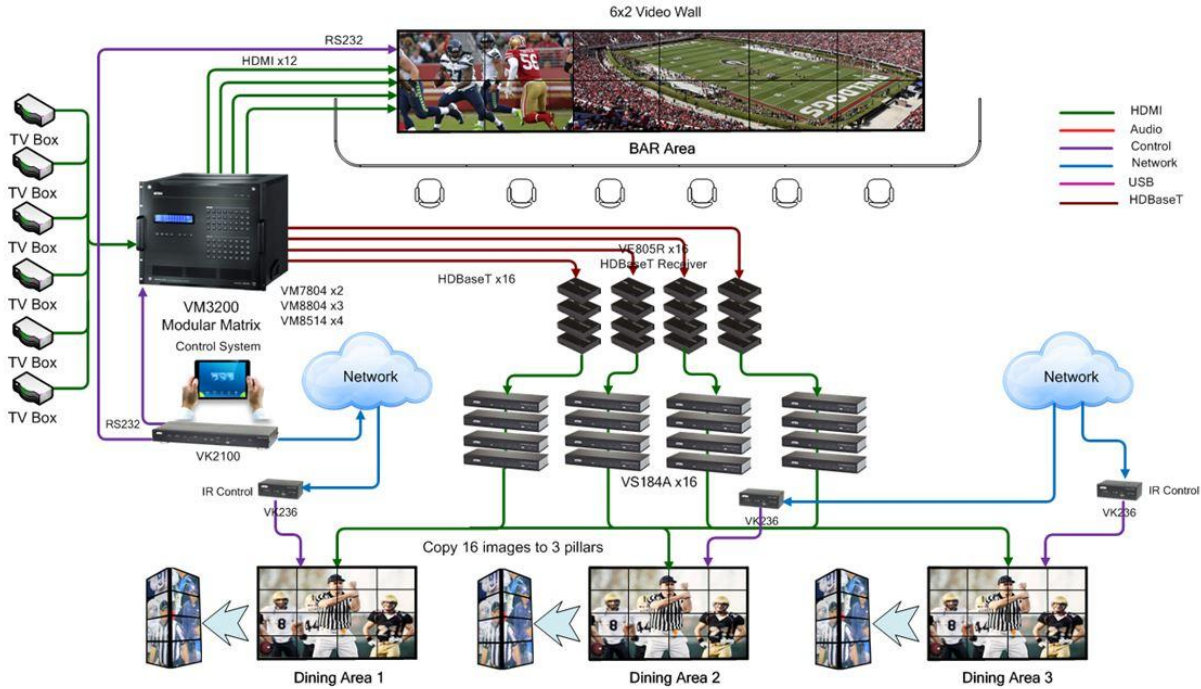 6x2 Video Wall
RS232
HDMI x12
BULLDOGS
BAR Area
TV Box
TV Box
TV Box
TV Box
TV Box
TV Box
HDMI
Audio
Control
Network
USB
HDBaseT
VE805R x16
HDBaseT Receiver
HDBaseT x16
VM7804 x2
VM8804 x3
VM8514 x4
VM3200
Modular Matrix
Control System
Network
Network
RS232
VK2100
VS184A x16
IR Control
VK236
VK236
IR Control
VK236
Copy 16 images to 3 pillars
Dining Area 1
Dining Area 2
Dining Area 3